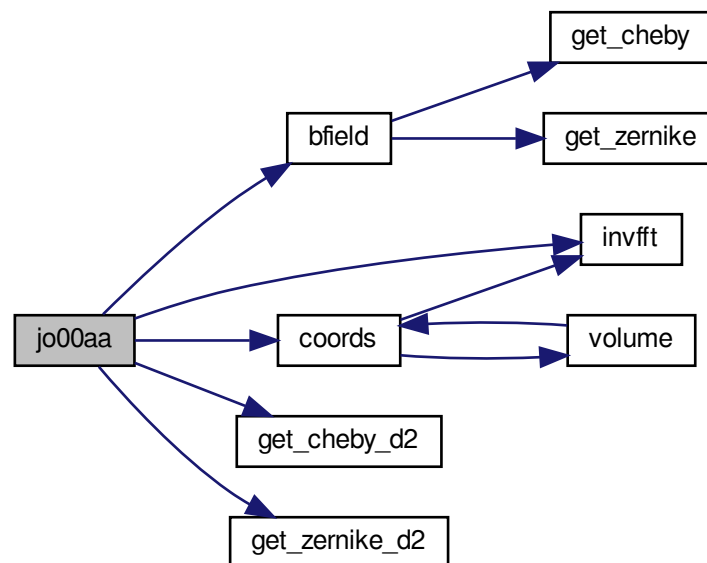 get_cheby
bfield
get_zernike
invfft
jo00aa
coords
volume
get_cheby_d2
get_zernike_d2